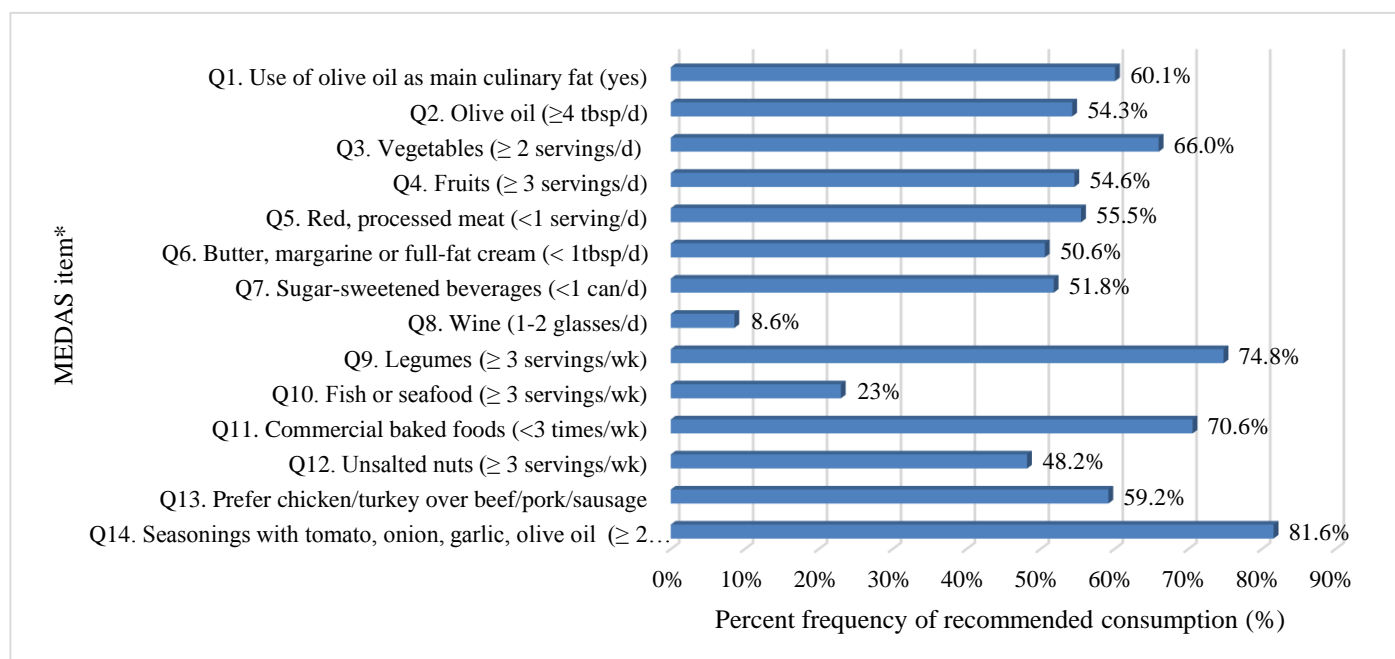 MEDAS item*
Q1. Use of olive oil as main culinary fat (yes) 60.1%
Q2. Olive oil (≥4 tbsp/d) 54.3%
Q3. Vegetables (≥ 2 servings/d) 66.0%
Q4. Fruits (≥ 3 servings/d) 54.6%
Q5. Red, processed meat (<1 serving/d) 55.5%
Q6. Butter, margarine or full-fat cream (< 1tbsp/d) 50.6%
Q7. Sugar-sweetened beverages (<1 can/d) 51.8%
Q8. Wine (1-2 glasses/d) 8.6%
Q9. Legumes (≥ 3 servings/wk) 74.8%
Q10. Fish or seafood (≥ 3 servings/wk) 23%
Q11. Commercial baked foods (<3 times/wk) 70.6%
Q12. Unsalted nuts (≥ 3 servings/wk) 48.2%
Q13. Prefer chicken/turkey over beef/pork/sausage 59.2%
Q14. Seasonings with tomato, onion, garlic, olive oil (≥ 2… 81.6%
0% 10% 20% 30% 40% 50% 60% 70% 80% 90%
Percent frequency of recommended consumption (%)